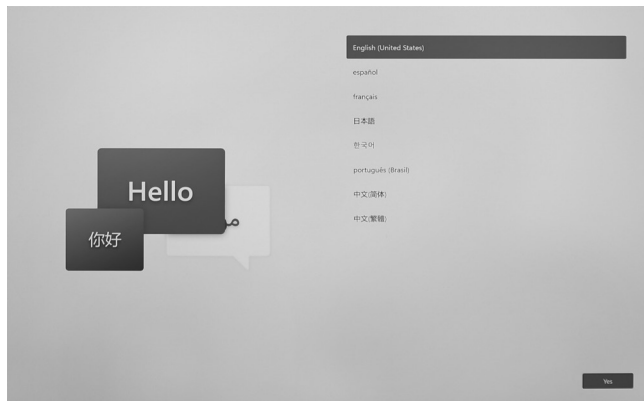 Hello
你好
English (United States)
español
français
日本語
한국어
português (Brasil)
中文(简体)
中文(繁體)
Yes